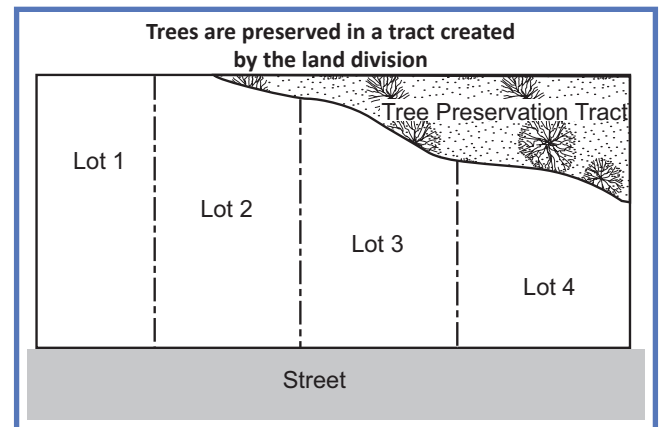 Trees are preserved in a tract created
by the land division
Tree Preservation Tract
Lot 1
Lot 2
Lot 3
Lot 4
Street